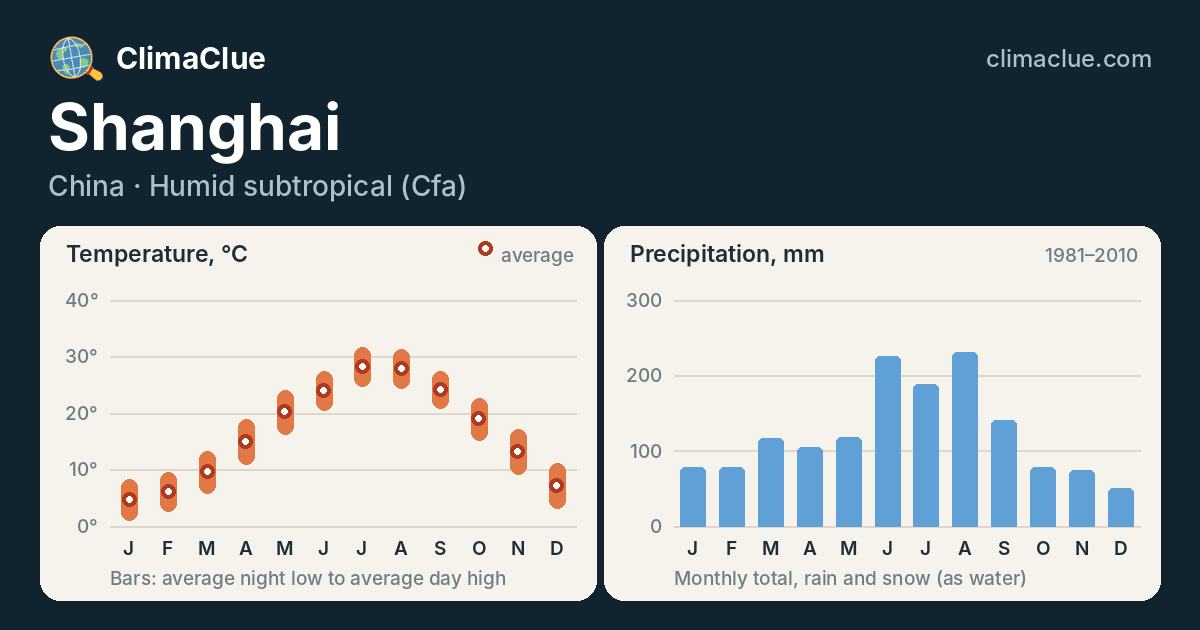 ClimaClue
climaclue.com
Shanghai
China · Humid subtropical (Cfa)
Temperature, °C
average
40°
30°
20°
10°
0°
J F M A M J J A S O N D
Bars: average night low to average day high
Precipitation, mm
1981–2010
300
200
100
0
J F M A M J J A S O N D
Monthly total, rain and snow (as water)